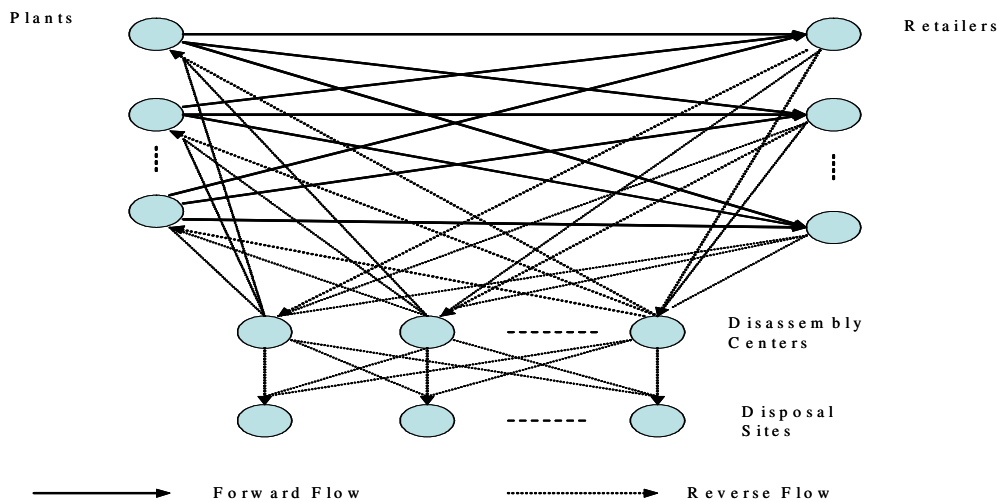 Plants
Retailers
Disassembly
Centers
Disposal
Sites
Forward Flow
Reverse Flow